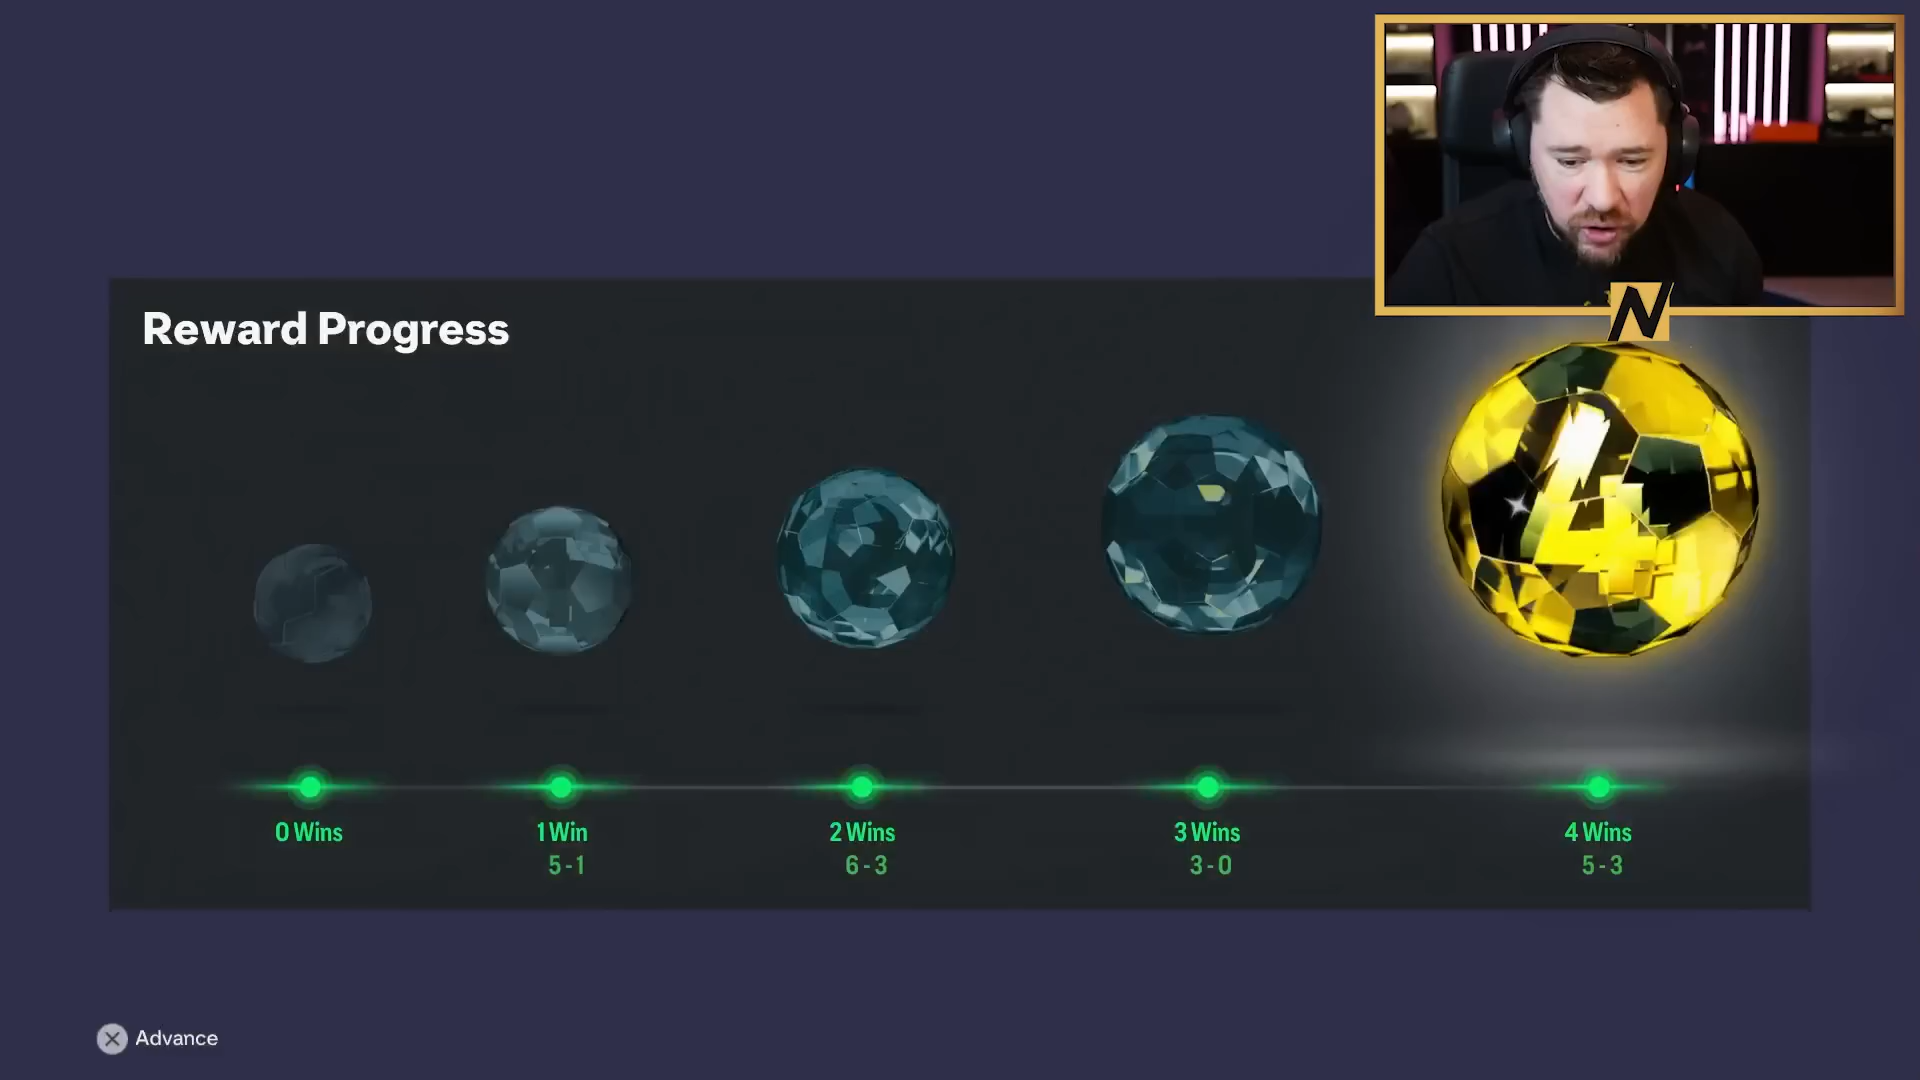 N
Reward Progress
4
0 Wins
1 Win
2 Wins
3 Wins
4 Wins
5 - 1
6 - 3
3 - 0
5 - 3
Advance